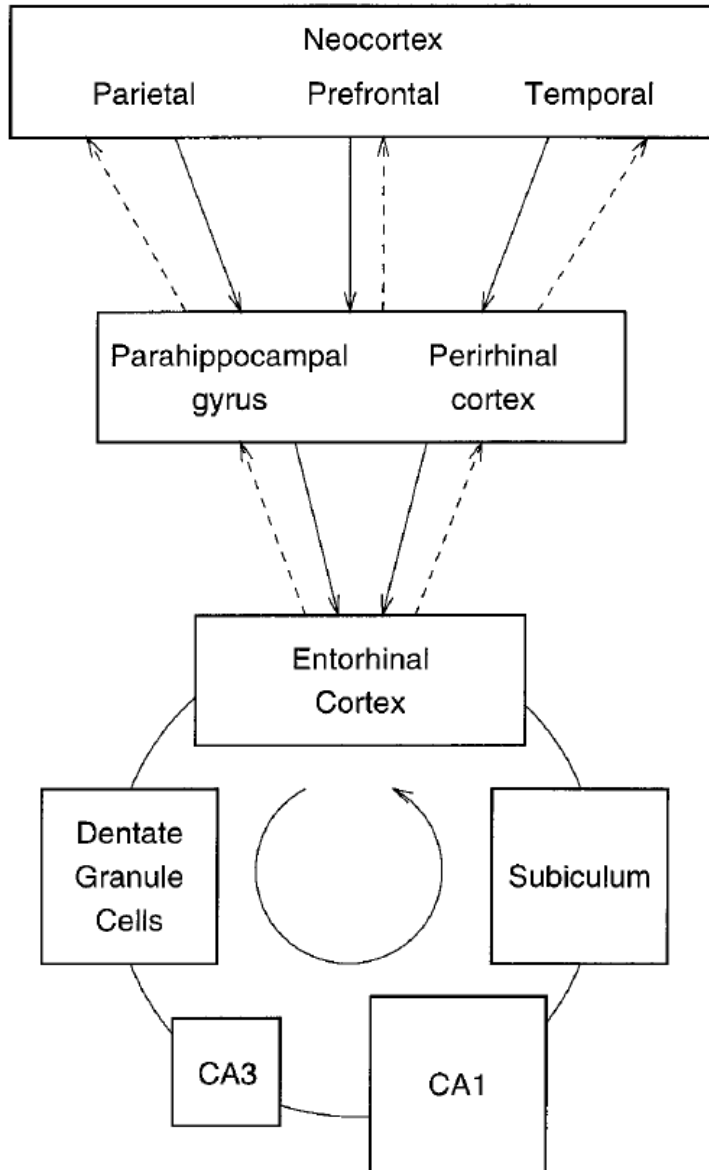 Neocortex
Parietal Prefrontal Temporal
Parahippocampal
gyrus
Perirhinal
cortex
Entorhinal
Cortex
Dentate
Granule
Cells
Subiculum
CA3
CA1